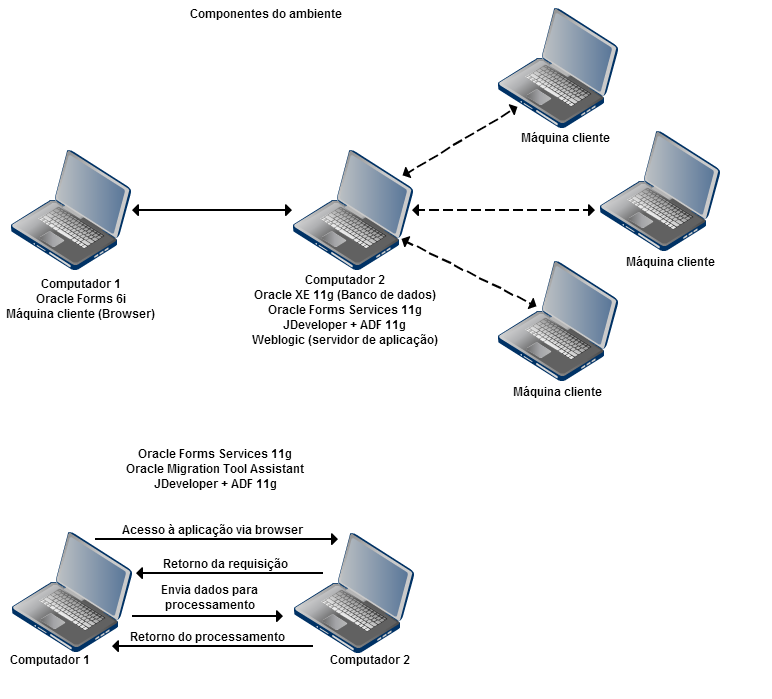 Componentes do ambiente
Máquina cliente
Máquina cliente
Computador 1
Oracle Forms 6i
Máquina cliente (Browser)
Computador 2
Oracle XE 11g (Banco de dados)
Oracle Forms Services 11g
JDeveloper + ADF 11g
Weblogic (servidor de aplicação)
Máquina cliente
Oracle Forms Services 11g
Oracle Migration Tool Assistant
JDeveloper + ADF 11g
Acesso à aplicação via browser
Retorno da requisição
Envia dados para
processamento
Retorno do processamento
Computador 1
Computador 2